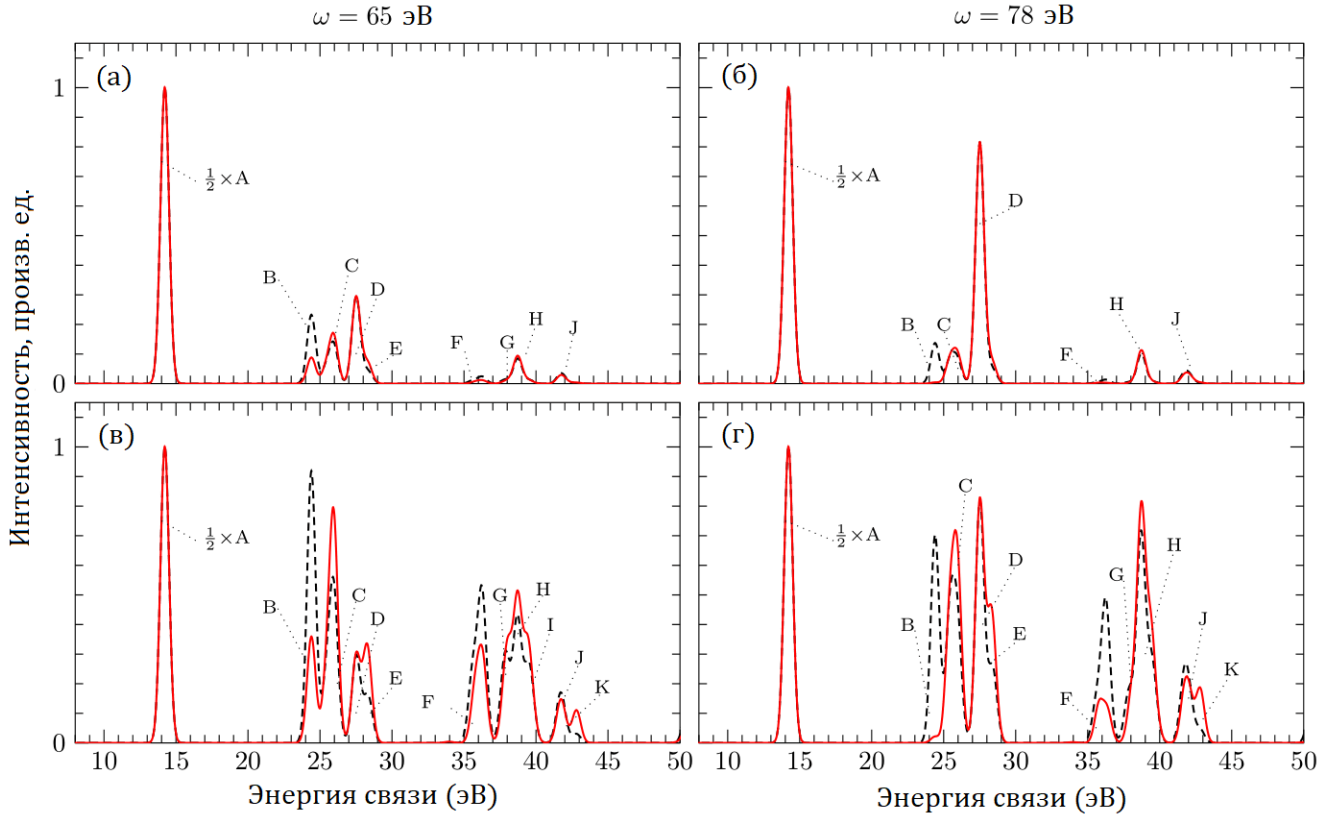 ω = 65 эВ
ω = 78 эВ
Интенсивность, произв. ед.
(а)
1
0
½×A
B
C
D
E
F
G
H
J
(б)
½×A
B
C
D
F
H
J
(в)
1
0
½×A
B
C
D
E
F
G
H
I
J
K
10 15 20 25 30 35 40 45 50
Энергия связи (эВ)
(г)
½×A
B
C
D
E
F
G
H
J
K
10 15 20 25 30 35 40 45 50
Энергия связи (эВ)